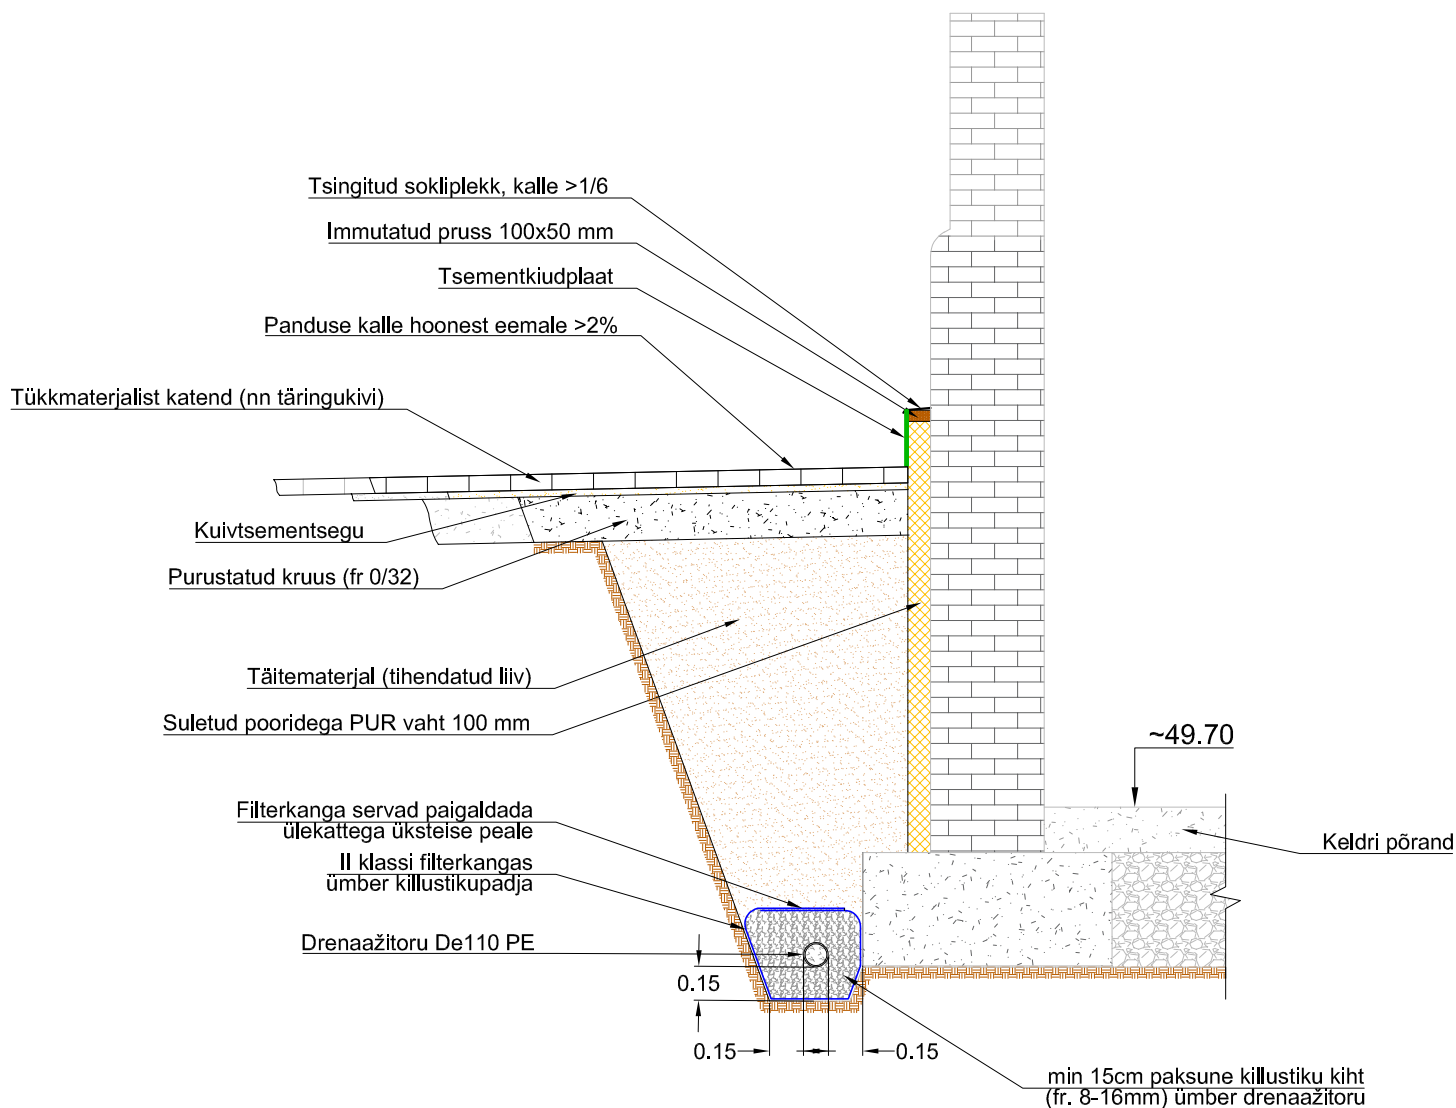 Tsingitud sokliplekk, kalle >1/6
Immutatud pruss 100x50 mm
Tsementkiudplaat
Panduse kalle hoonest eemale >2%
Tükkmaterjalist katend (nn täringukivi)
Kuivtsementsegu
Purustatud kruus (fr 0/32)
Täitematerjal (tihendatud liiv)
Suletud pooridega PUR vaht 100 mm
~49.70
Filterkanga servad paigaldada
ülekattega üksteise peale
Keldri põrand
II klassi filterkangas
ümber killustikupadja
Drenaažitoru De110 PE
0.15
0.15
0.15
min 15cm paksune killustiku kiht
(fr. 8-16mm) ümber drenaažitoru